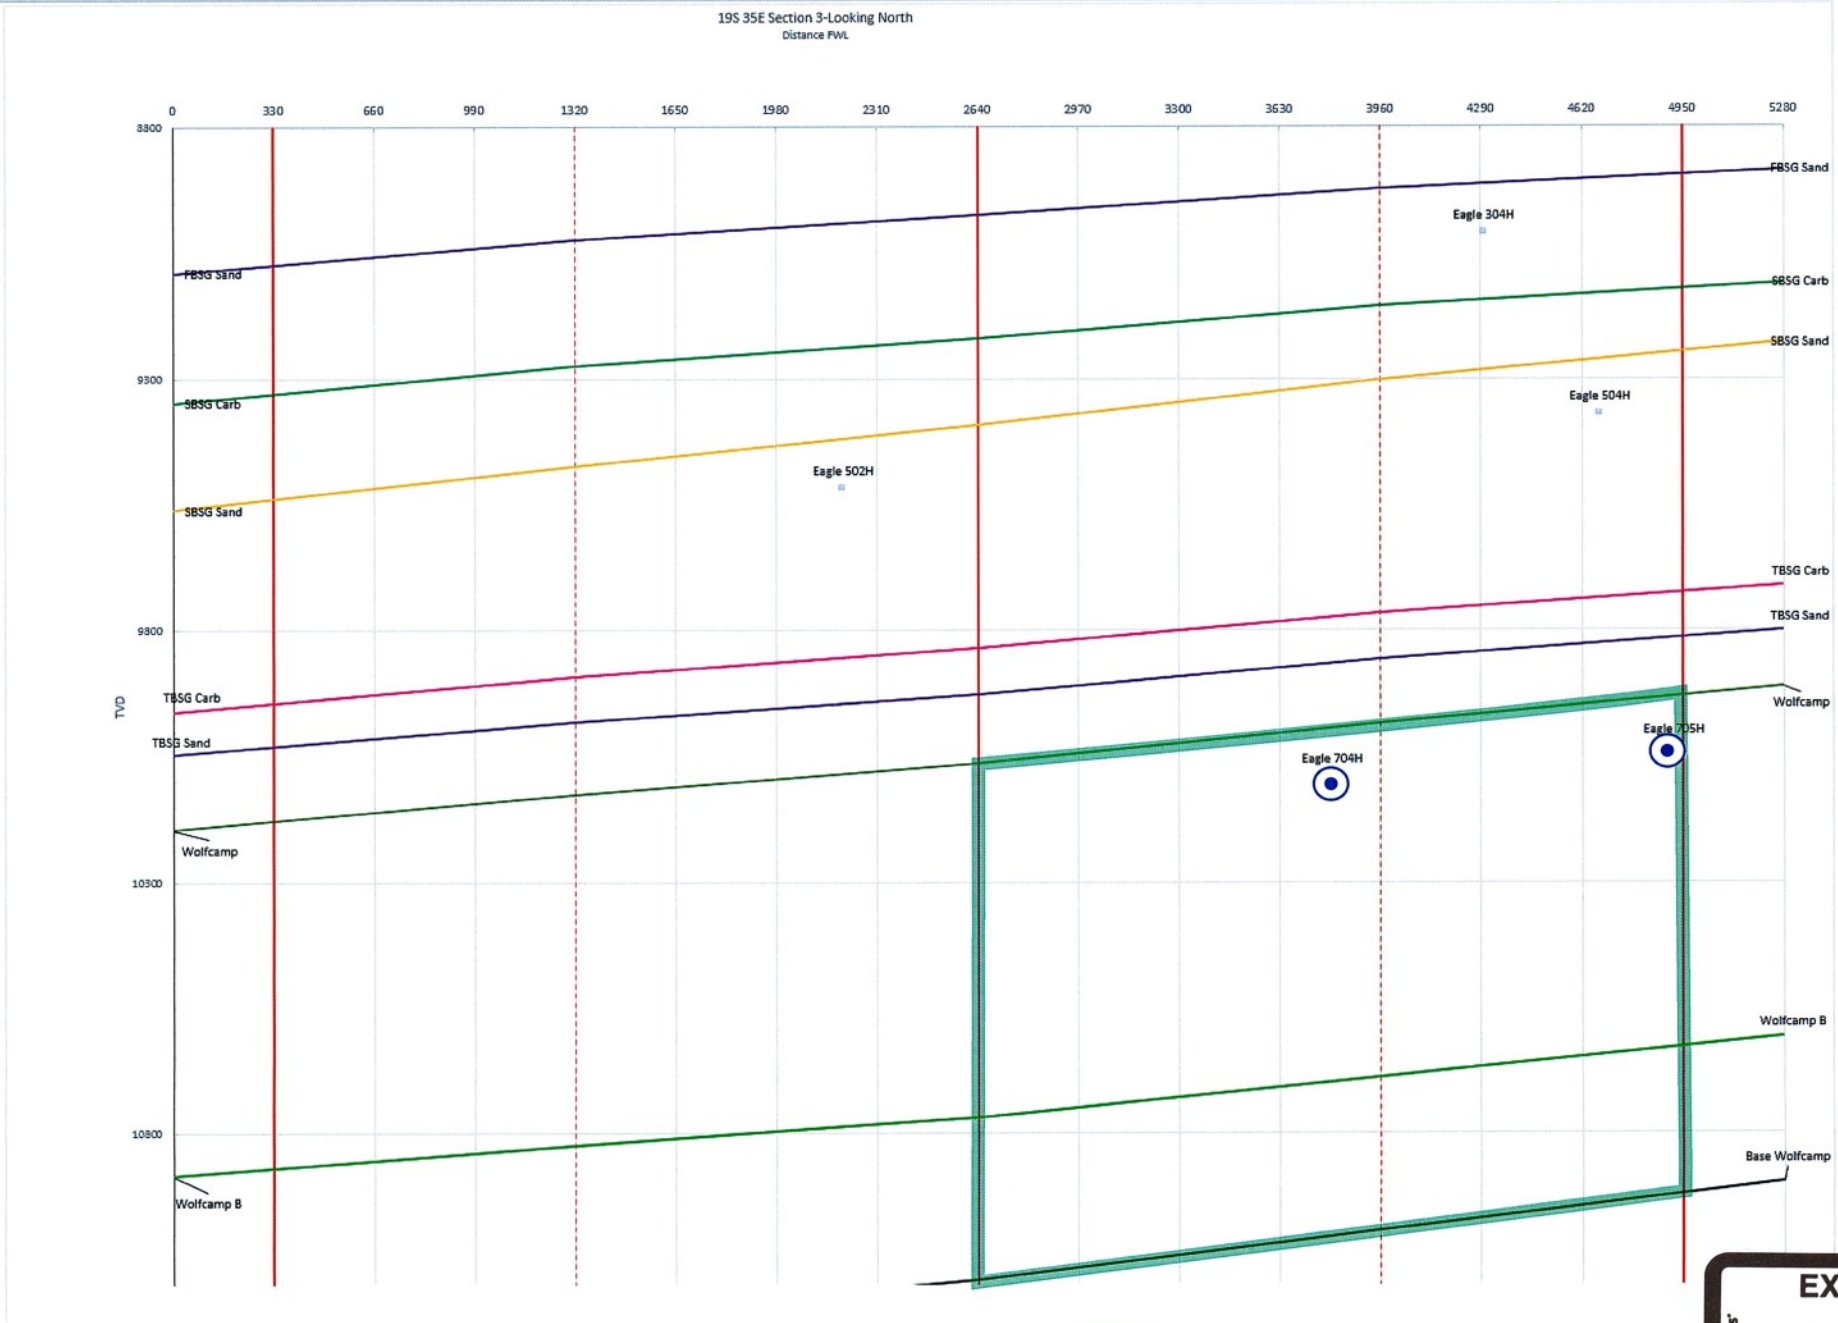 19S 35E Section 3-Looking North
Distance FWL
0 330 660 990 1320 1650 1980 2310 2640 2970 3300 3630 3960 4290 4620 4950 5280
8800
FBSG Sand
Eagle 304H
FBSG Sand
SBSG Carb
SBSG Sand
9300
Eagle 504H
SBSG Carb
Eagle 502H
SBSG Sand
TBSG Carb
TBSG Sand
9800
TBSG Carb
Wolfcamp
TVD
Eagle 705H
TBSG Sand
Eagle 704H
Wolfcamp
10300
Wolfcamp B
10800
Base Wolfcamp
Wolfcamp B
EX